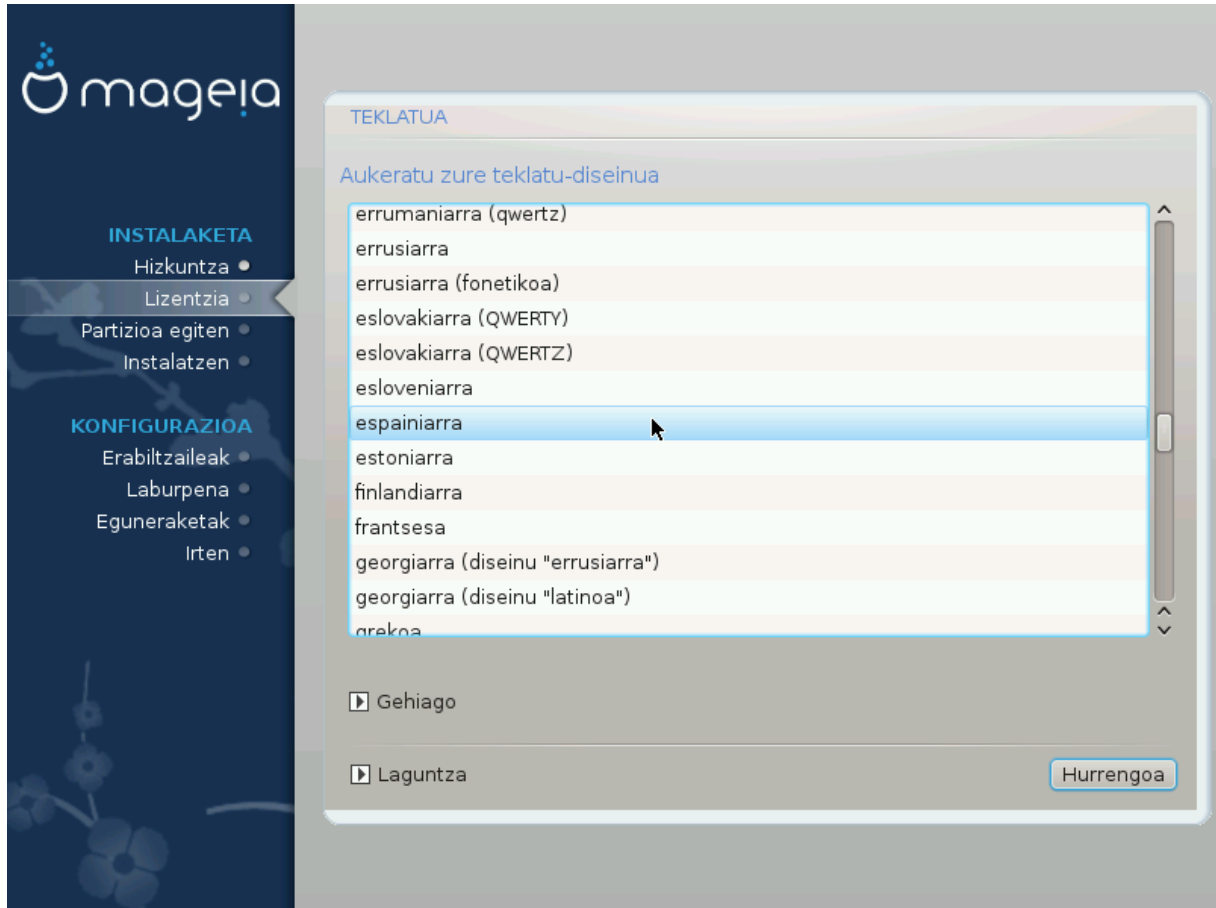 mageia
INSTALAKETA
Hizkuntza
Lizentzia
Partizioa egiten
Instalatzen
KONFIGURAZIOA
Erabiltzaileak
Laburpena
Eguneraketak
Irten
TEKLATUA
Aukeratu zure teklatu-diseinua
errumaniarra (qwertz)
errusiarra
errusiarra (fonetikoa)
eslovakiarra (QWERTY)
eslovakiarra (QWERTZ)
esloveniarra
espainiarra
estoniarra
finlandiarra
frantsesa
georgiarra (diseinu "errusiarra")
georgiarra (diseinu "latinoa")
grekoa
Gehiago
Laguntza
Hurrengoa